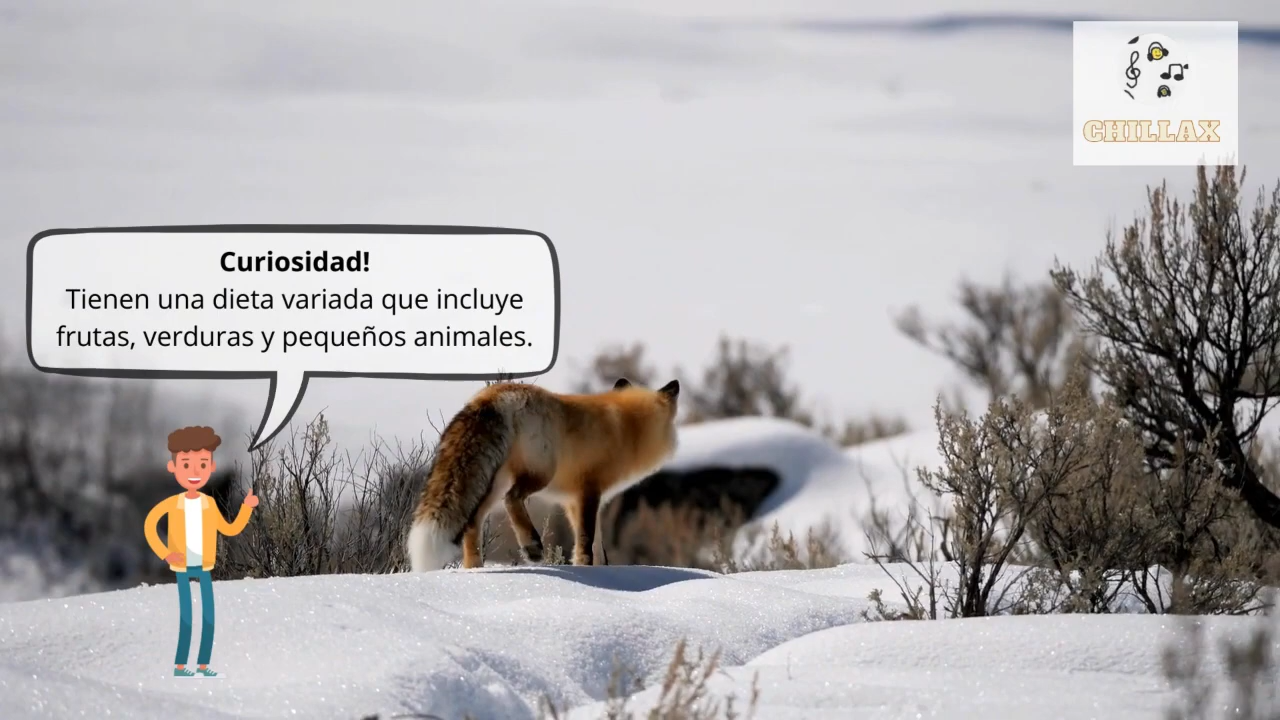 CHILLAX
Curiosidad!
Tienen una dieta variada que incluye
frutas, verduras y pequeños animales.